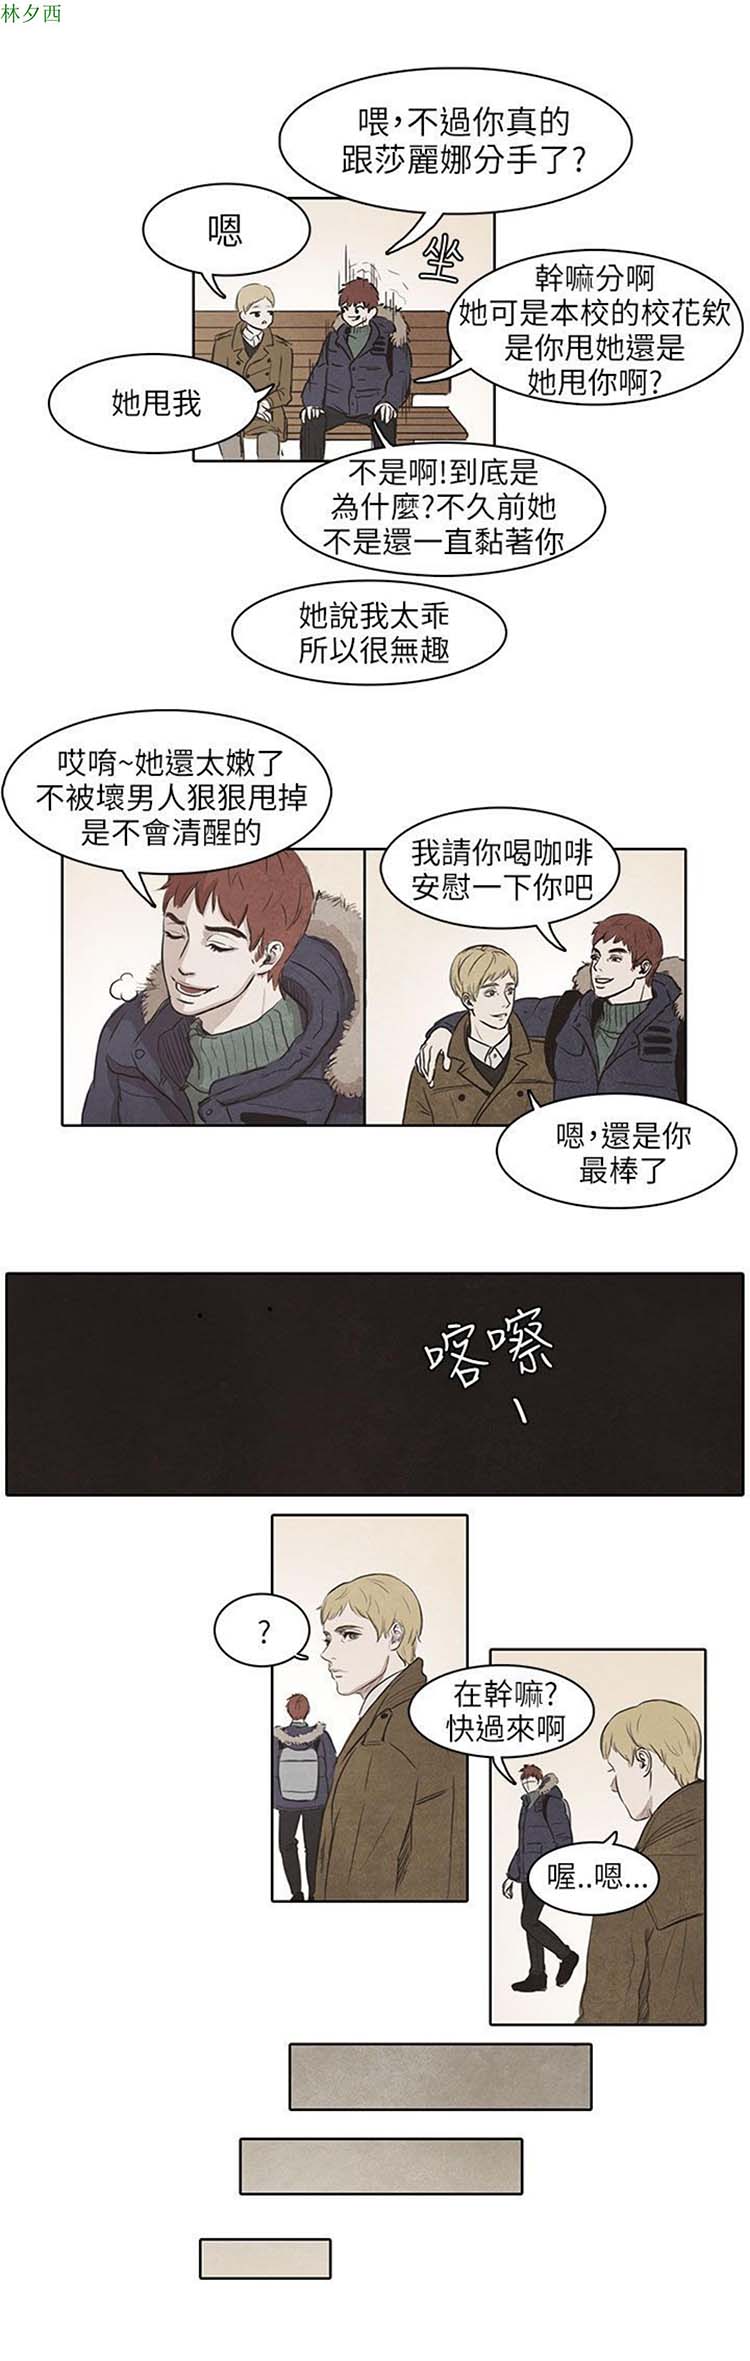 林夕西
喂，不過你真的
跟莎麗娜分手了?
嗯
坐
幹嘛分啊
她可是本校的校花欸
是你甩她還是
她甩你啊?
她甩我
不是啊!到底是
為什麼?不久前她
不是還一直黏著你
她說我太乖
所以很無趣
哎唷~她還太嫩了
不被壞男人狠狠甩掉
是不會清醒的
我請你喝咖啡
安慰一下你吧
嗯，還是你
最棒了
喀嚓
?
在幹嘛?
快過來啊
喔..嗯...